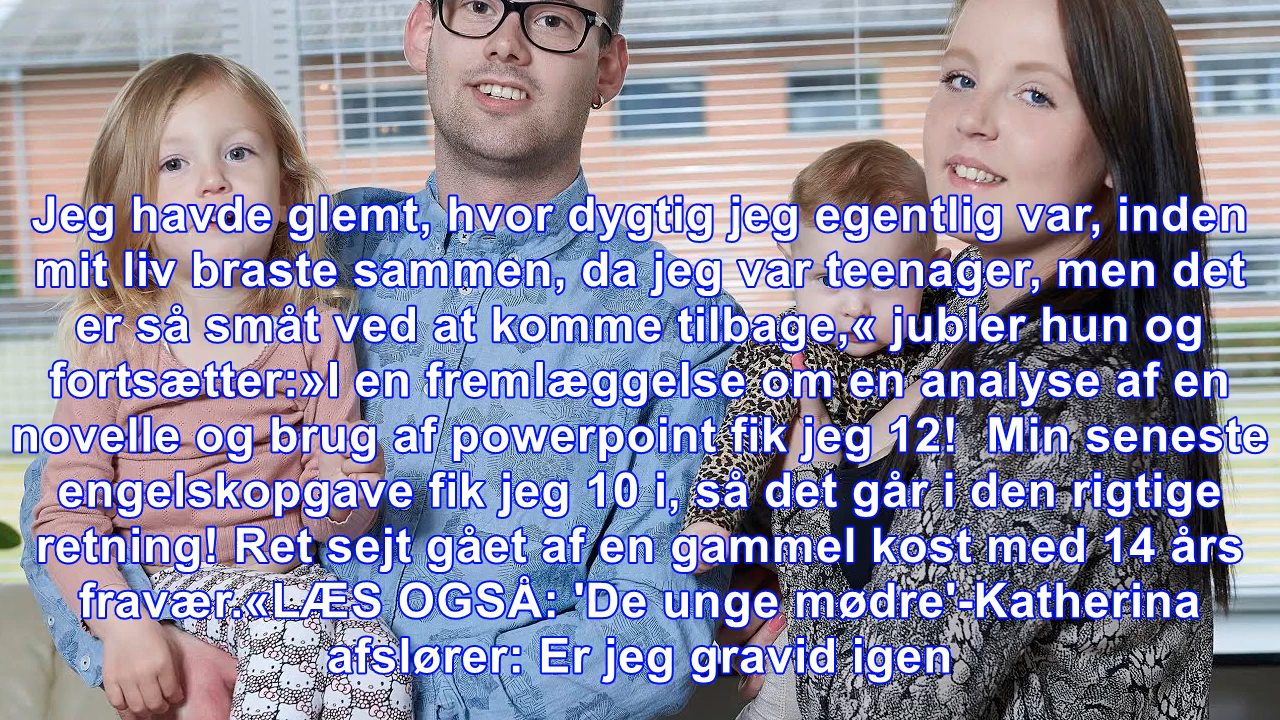 Jeg havde glemt, hvor dygtig jeg egentlig var, inden
mit liv braste sammen, da jeg var teenager, men det
er så småt ved at komme tilbage,« jubler hun og
fortsætter:»I en fremlæggelse om en analyse af en
novelle og brug af powerpoint fik jeg 12!  Min seneste
engelskopgave fik jeg 10 i, så det går i den rigtige
retning! Ret sejt gået af en gammel kost med 14 års
fravær.«LÆS OGSÅ: 'De unge mødre'-Katherina
afslører: Er jeg gravid igen